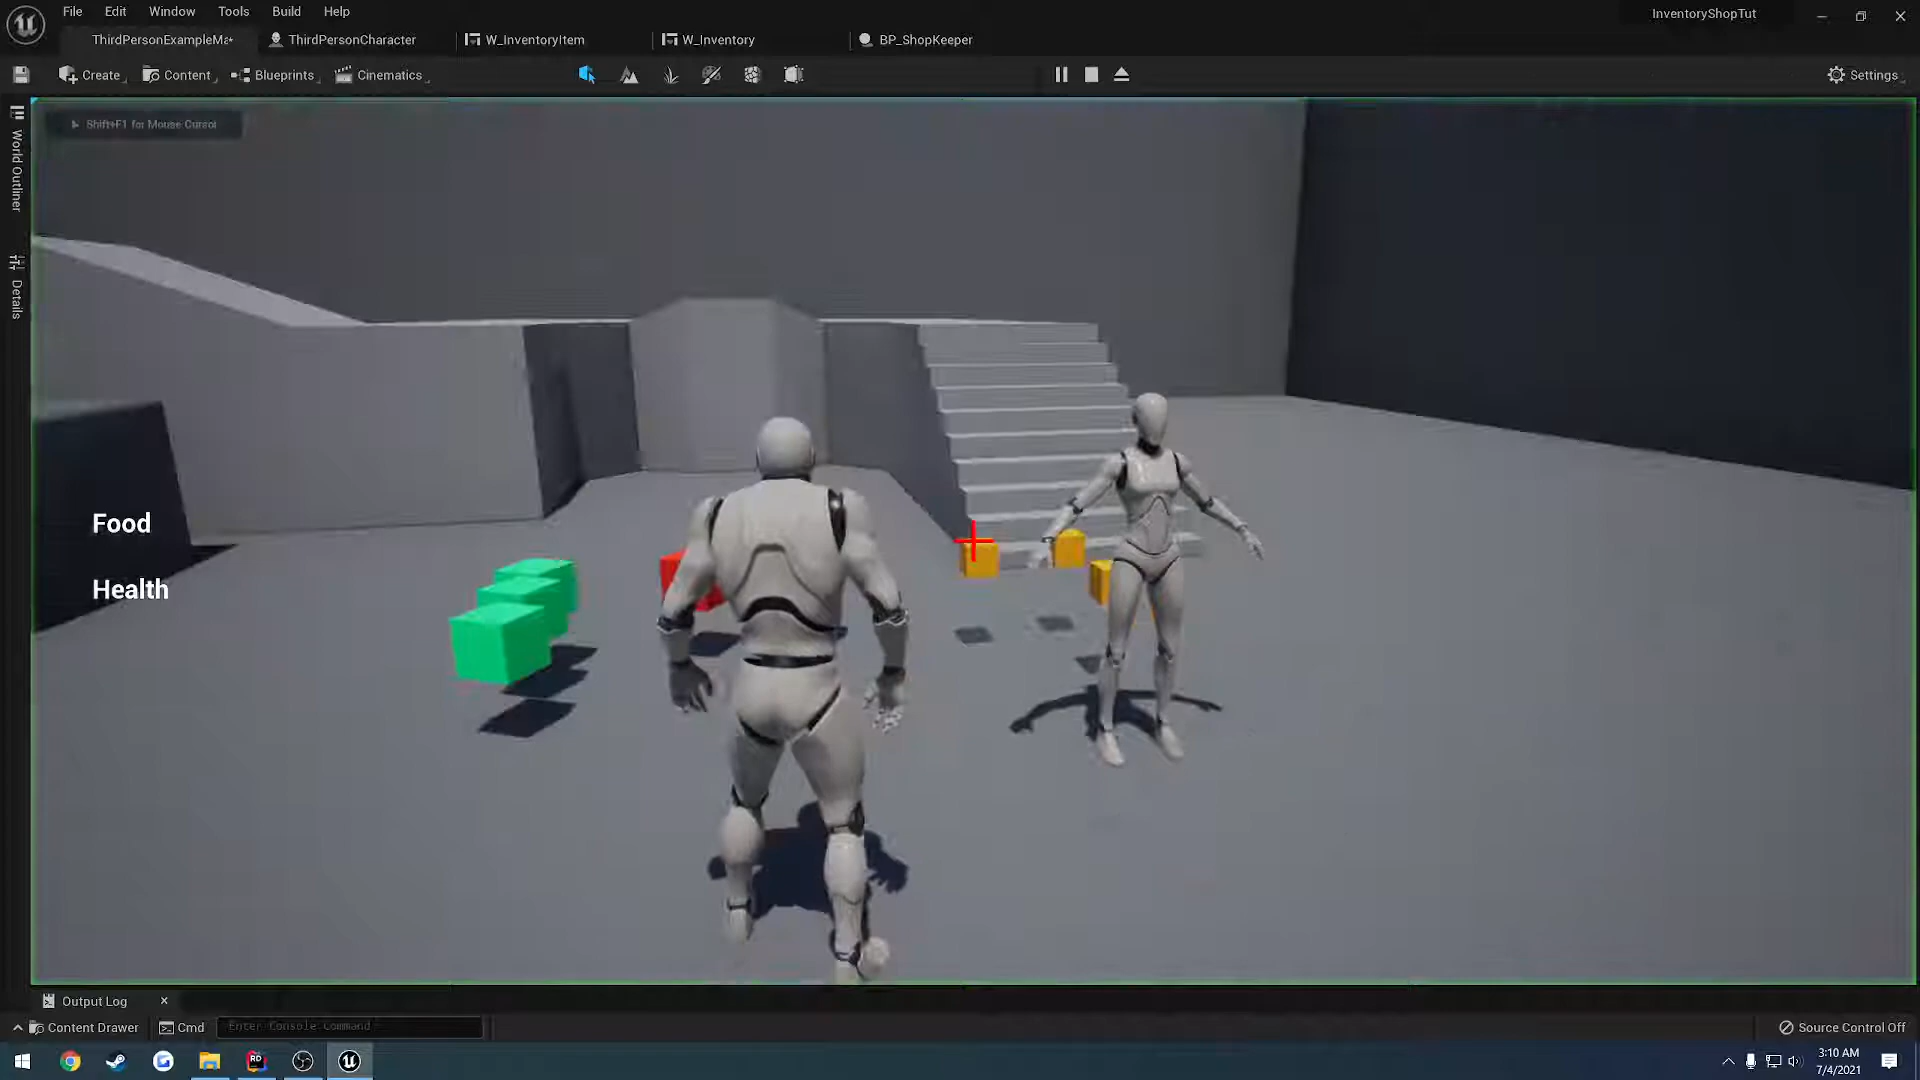 File Edit Window Tools Build Help
InventoryShopTut
ThirdPersonExampleMa*
ThirdPersonCharacter
W_InventoryItem
W_Inventory
BP_ShopKeeper
Create
Content
Blueprints
Cinematics
Settings
Shift+F1 for Mouse Cursor
World Outliner
Details
Food
Health
Output Log
Content Drawer
Cmd
Enter Console Command
Source Control Off
RD
3:10 AM
7/4/2021